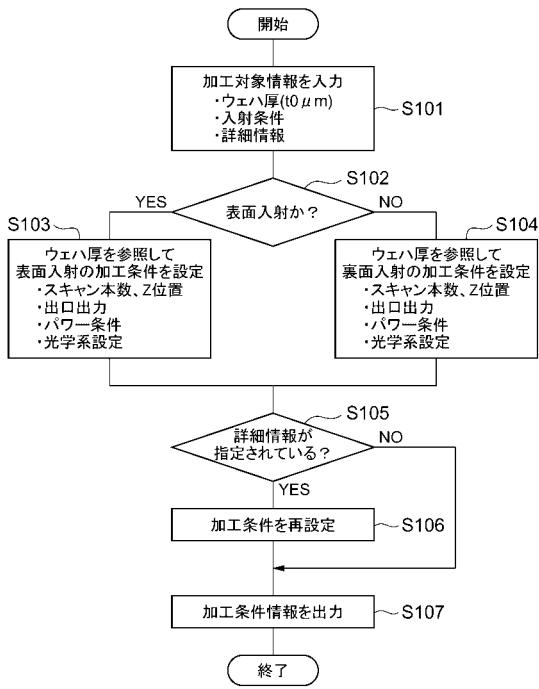 開始
加工対象情報を入力
・ウェハ厚(t0μm)
・入射条件
・詳細情報
S101
S102
表面入射か？
YES
NO
S103
ウェハ厚を参照して
表面入射の加工条件を設定
・スキャン本数、Z位置
・出口出力
・パワー条件
・光学系設定
S104
ウェハ厚を参照して
裏面入射の加工条件を設定
・スキャン本数、Z位置
・出口出力
・パワー条件
・光学系設定
S105
詳細情報が
指定されている？
NO
YES
加工条件を再設定
S106
加工条件情報を出力
S107
終了